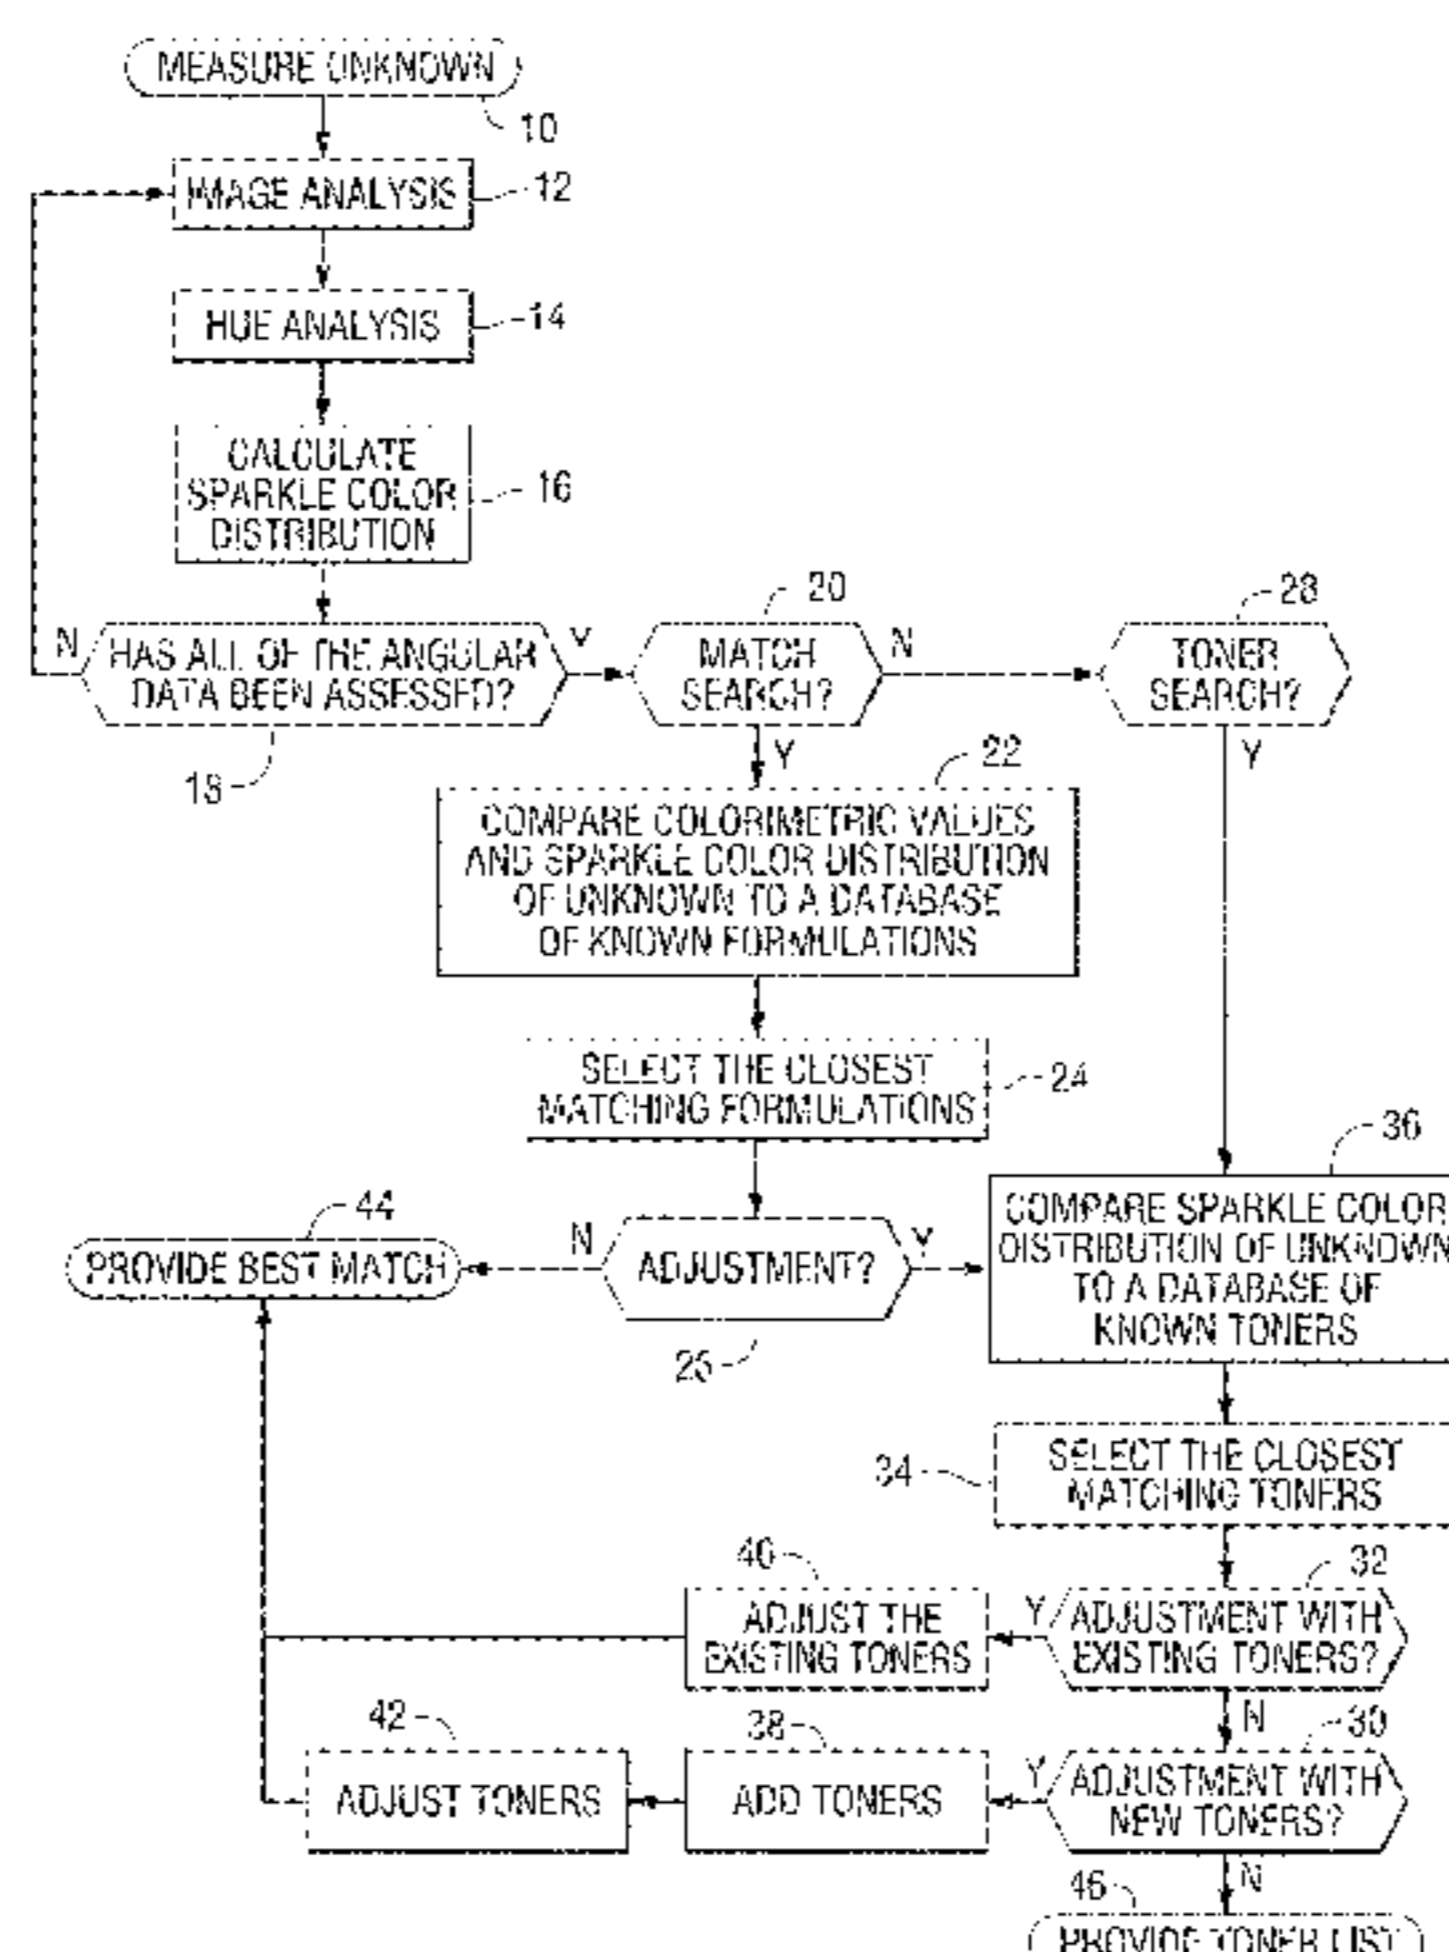 MEASURE UNKNOWN
10
IMAGE ANALYSIS
12
HUE ANALYSIS
14
CALCULATE
SPARKLE COLOR
DISTRIBUTION
16
N
HAS ALL OF THE ANGULAR
DATA BEEN ASSESSED?
Y
18
20
MATCH
SEARCH?
N
28
TONER
SEARCH?
Y
Y
22
COMPARE COLORIMETRIC VALUES
AND SPARKLE COLOR DISTRIBUTION
OF UNKNOWN TO A DATABASE
OF KNOWN FORMULATIONS
SELECT THE CLOSEST
MATCHING FORMULATIONS
24
36
COMPARE SPARKLE COLOR
DISTRIBUTION OF UNKNOWN
TO A DATABASE OF
KNOWN TONERS
44
PROVIDE BEST MATCH
N
ADJUSTMENT?
Y
34
SELECT THE CLOSEST
MATCHING TONERS
40
ADJUST THE
EXISTING TONERS
Y
32
ADJUSTMENT WITH
EXISTING TONERS?
N
42
ADJUST TONERS
38
ADD TONERS
Y
30
ADJUSTMENT WITH
NEW TONERS?
N
46
PROVIDE TONER LIST